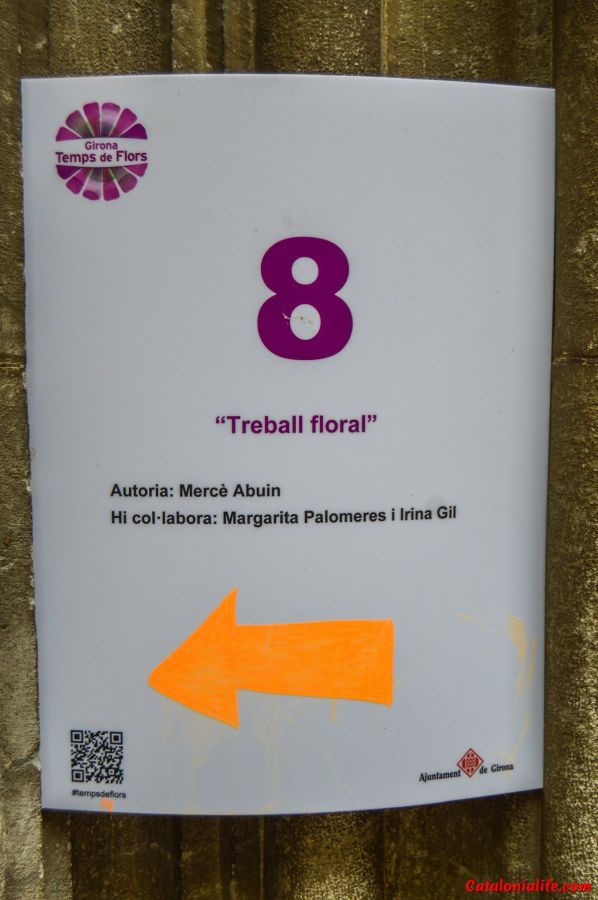 Girona
Temps de Flors
8
“Treball floral”
Autoria: Mercè Abuin
Hi col·labora: Margarita Palomeres i Irina Gil
#tempsdeflors
Ajuntament de Girona
Catalonialife.com